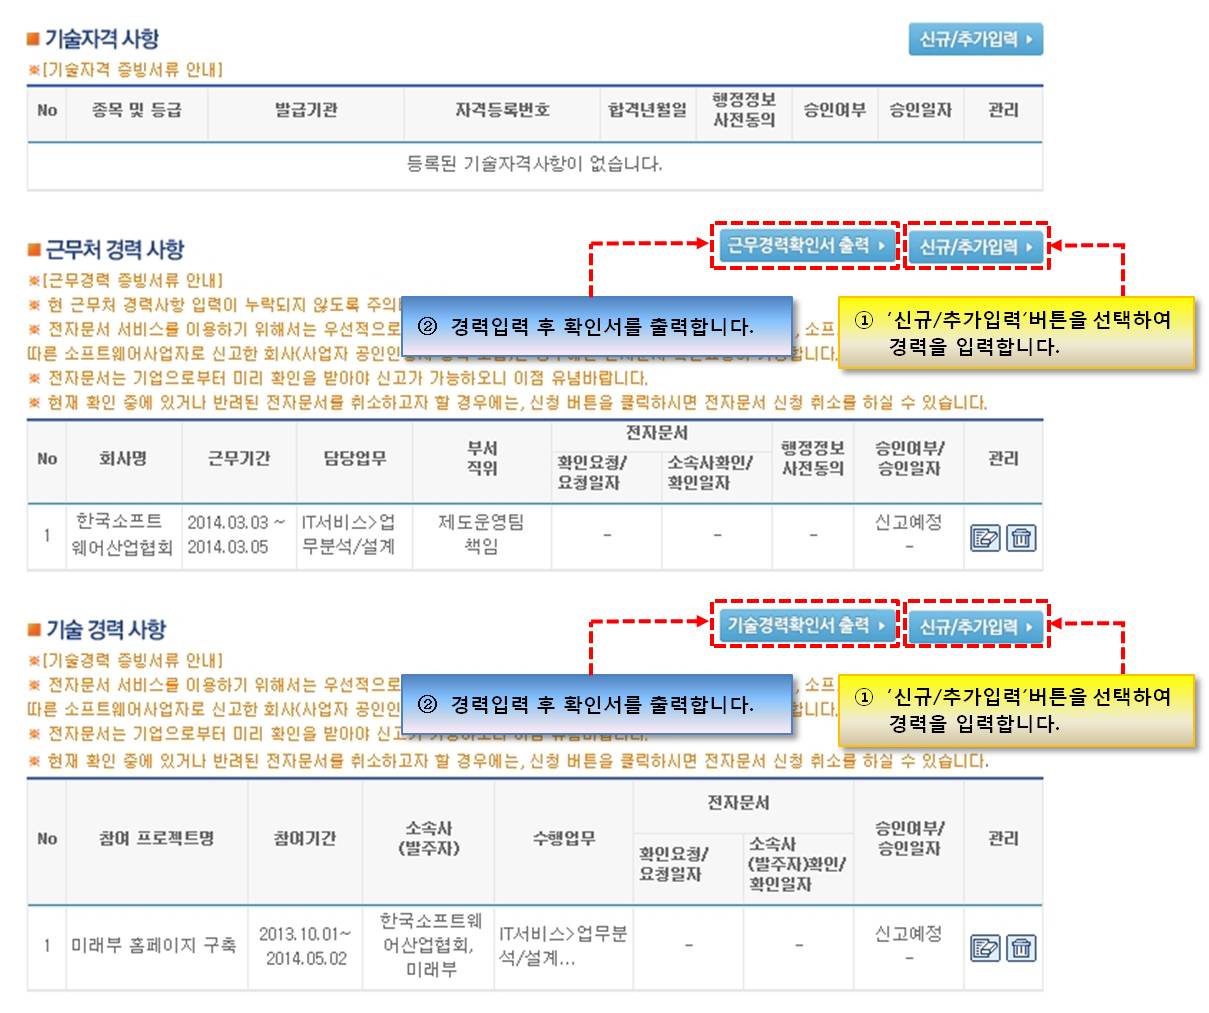 기술자격 사항
신규/추가입력
※[기술자격 증빙서류 안내]
No 종목 및 등급 발급기관 자격등록번호 합격년월일 행정정보 사전동의 승인여부 승인일자 관리
등록된 기술자격사항이 없습니다.
근무처 경력 사항
근무경력확인서 출력 신규/추가입력
※[근무경력 증빙서류 안내]
※ 현 근무처 경력사항 입력이 누락되지 않도록 주의
② 경력입력 후 확인서를 출력합니다.
① ‘신규/추가입력’버튼을 선택하여
경력을 입력합니다.
※ 전자문서 서비스를 이용하기 위해서는 우선적으로 , 소프
따른 소프트웨어사업자로 신고한 회사(사업자 공인인 합니다.
※ 전자문서는 기업으로부터 미리 확인을 받아야 신고가 가능하오니 이점 유념바랍니다.
※ 현재 확인 중에 있거나 반려된 전자문서를 취소하고자 할 경우에는, 신청 버튼을 클릭하시면 전자문서 신청 취소를 하실 수 있습니다.
No 회사명 근무기간 담당업무 부서 직위 전자문서 행정정보 사전동의 승인여부/ 승인일자 관리
확인요청/ 요청일자 소속사확인/ 확인일자
1 한국소프트 2014.03.03 ~ IT서비스>업 제도운영팀 - - - 신고예정
웨어산업협회 2014.03.05 무분석/설계 책임 -
기술 경력 사항
기술경력확인서 출력 신규/추가입력
※[기술경력 증빙서류 안내]
※ 전자문서 서비스를 이용하기 위해서는 우선적으로 , 소프
② 경력입력 후 확인서를 출력합니다.
① ‘신규/추가입력’버튼을 선택하여
경력을 입력합니다.
따른 소프트웨어사업자로 신고한 회사(사업자 공인인 합니다.
※ 전자문서는 기업으로부터 미리 확인을 받아야 신고가 가능하오니 이점 유념바랍니다.
※ 현재 확인 중에 있거나 반려된 전자문서를 취소하고자 할 경우에는, 신청 버튼을 클릭하시면 전자문서 신청 취소를 하실 수 있습니다.
No 참여 프로젝트명 참여기간 소속사 (발주자) 수행업무 전자문서 승인여부/ 승인일자 관리
확인요청/ 요청일자 소속사 (발주자)확인/ 확인일자
1 미래부 홈페이지 구축 2013.10.01~ 한국소프트웨 IT서비스>업무분 - - 신고예정
2014.05.02 어산업협회, 석/설계... -
미래부